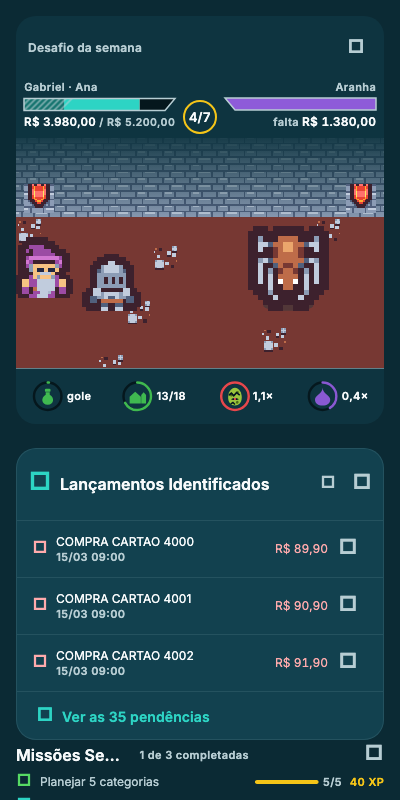 Desafio da semana
Gabriel · Ana
Aranha
R$ 3.980,00 / R$ 5.200,00
4/7
falta R$ 1.380,00
gole
13/18
1,1×
0,4×
Lançamentos Identificados
COMPRA CARTAO 4000
15/03 09:00
R$ 89,90
COMPRA CARTAO 4001
15/03 09:00
R$ 90,90
COMPRA CARTAO 4002
15/03 09:00
R$ 91,90
Ver as 35 pendências
Missões Se...
1 de 3 completadas
Planejar 5 categorias
5/5
40 XP